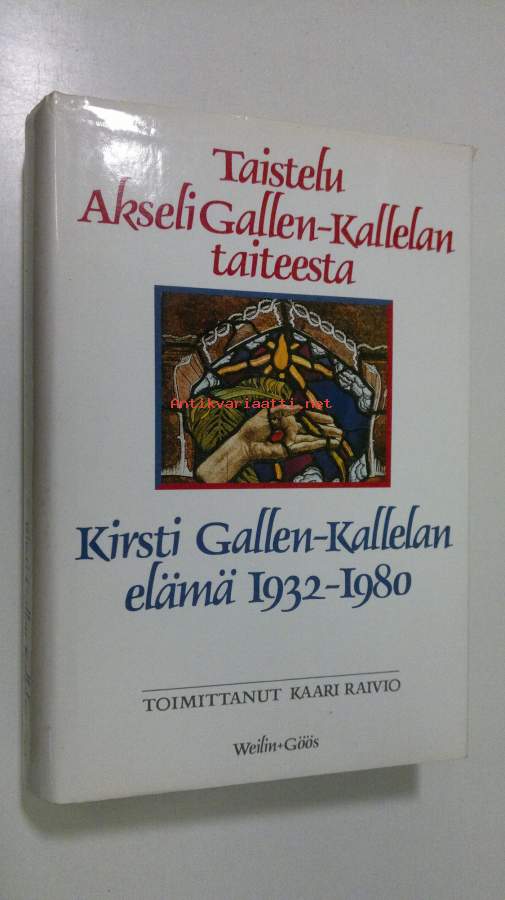 Taistelu
Akseli Gallen-Kallelan
taiteesta
Antikvariaatti.net
Kirsti Gallen-Kallelan
elämä 1932-1980
TOIMITTANUT KAARI RAIVIO
Weilin+Göös